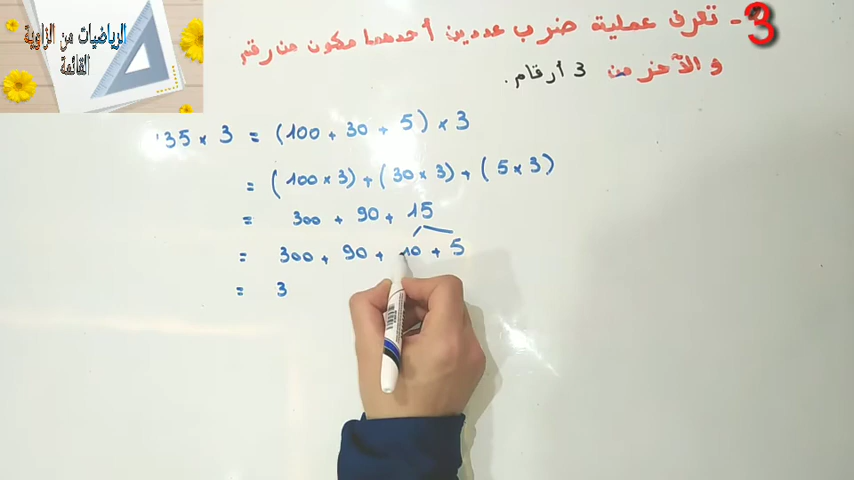 الرياضيات من الزاوية
القائمة
3- تعرف عملية ضرب عددين أحدهما مكون من رقم
و الآخر من 3 أرقام.
135 × 3 = (100 + 30 + 5) × 3
= (100 × 3) + (30 × 3) + (5 × 3)
= 300 + 90 + 15
= 300 + 90 + 10 + 5
= 3